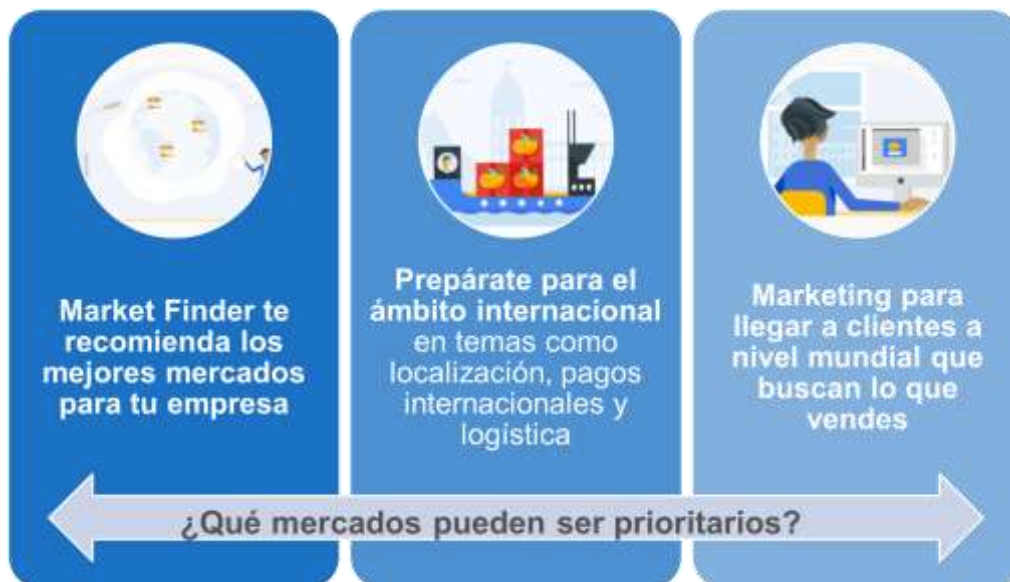 Market Finder te
recomienda los
mejores mercados
para tu empresa
Prepárate para el
ámbito internacional
en temas como
localización, pagos
internacionales y
logística
Marketing para
llegar a clientes a
nivel mundial que
buscan lo que
vendes
¿Qué mercados pueden ser prioritarios?